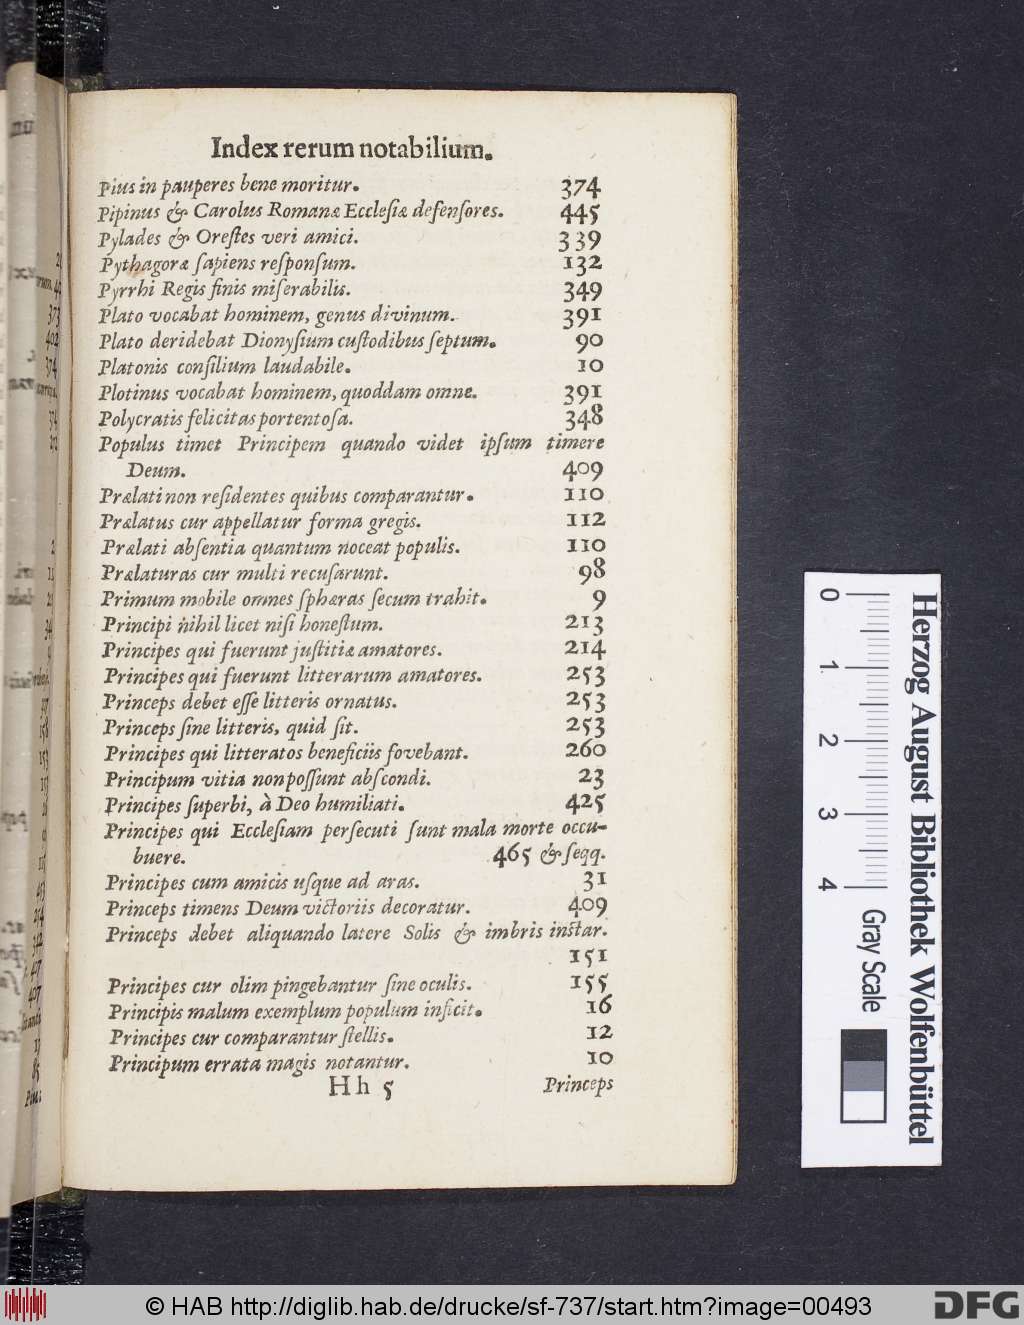 Index rerum notabilium.
Pius in pauperes bene moritur. 374
Pipinus & Carolus Romanæ Ecclesiæ defensores. 445
Pylades & Orestes veri amici. 339
Pythagoræ sapiens responsum. 132
Pyrrhi Regis finis miserabilis. 349
Plato vocabat hominem, genus divinum. 391
Plato deridebat Dionysium custodibus septum. 90
Platonis consilium laudabile. 10
Plotinus vocabat hominem, quoddam omne. 391
Polycratis felicitas portentosa. 348
Populus timet Principem quando videt ipsum timere
Deum. 409
Prælati non residentes quibus comparantur. 110
Prælatus cur appellatur forma gregis. 112
Prælati absentia quantum noceat populis. 110
Prælaturas cur multi recusarunt. 98
Primum mobile omnes sphæras secum trahit. 9
Principi nihil licet nisi honestum. 213
Principes qui fuerunt justitiæ amatores. 214
Principes qui fuerunt litterarum amatores. 253
Princeps debet esse litteris ornatus. 253
Princeps sine litteris, quid sit. 253
Principes qui litteratos beneficiis fovebant. 260
Principum vitia non possunt abscondi. 23
Principes superbi, à Deo humiliati. 425
Principes qui Ecclesiam persecuti sunt mala morte occu-
buere. 465 & seqq.
Principes cum amicis usque ad aras. 31
Princeps timens Deum victoriis decoratur. 409
Princeps debet aliquando latere Solis & imbris instar.
151
Principes cur olim pingebantur sine oculis. 155
Principis malum exemplum populum inficit. 16
Principes cur comparantur stellis. 12
Principum errata magis notantur. 10
Hh 5 Princeps
0 1 2 3 4
Gray Scale
Herzog August Bibliothek Wolfenbüttel
© HAB http://diglib.hab.de/drucke/sf-737/start.htm?image=00493
DFG